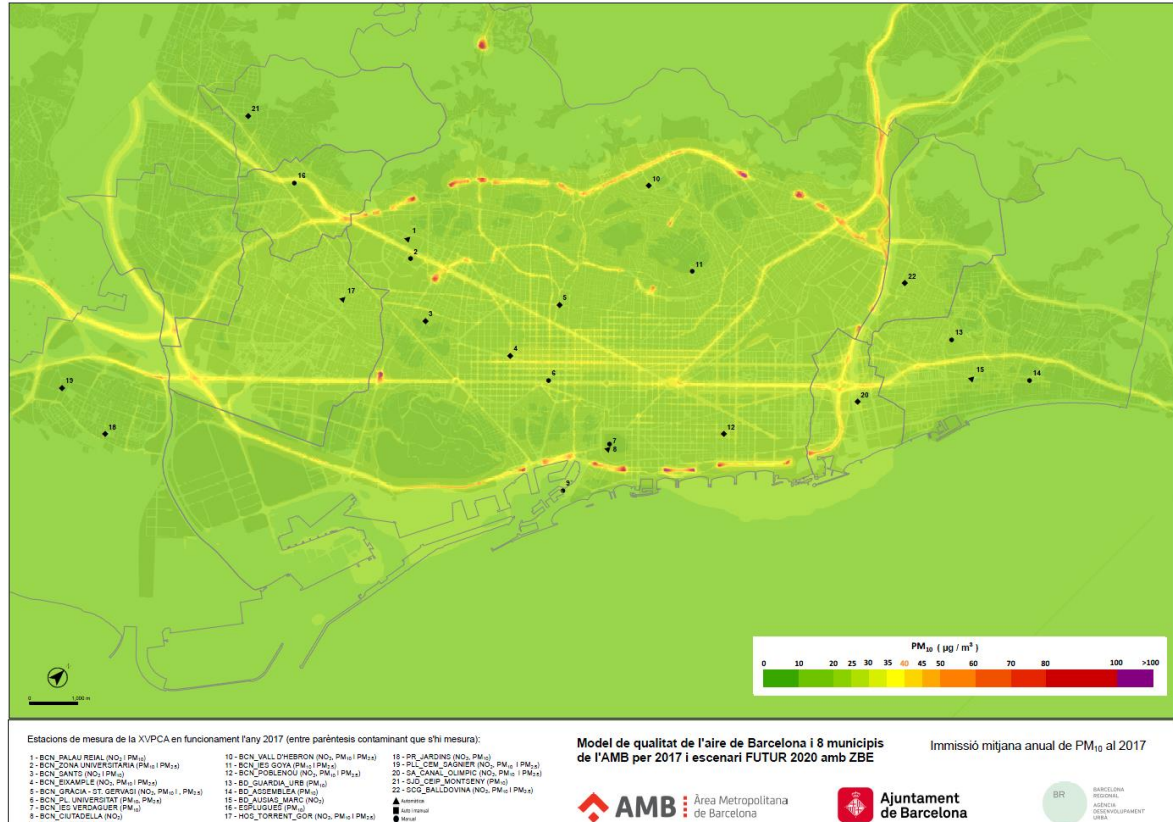 21
16
10
1
2
11
22
17
5
3
13
4
15
14
6
19
20
18
12
7
8
9
PM₁₀ ( µg / m³ )
0 10 20 25 30 35 40 45 50 60 70 80 100 >100
0 1,000 m
Estacions de mesura de la XVPCA en funcionament l'any 2017 (entre parèntesis contaminant que s'hi mesura):
1 - BCN_PALAU REIAL (NO₂ I PM₁₀)
2 - BCN_ZONA UNIVERSITÀRIA (PM₁₀ I PM₂.₅)
3 - BCN_SANTS (NO₂ I PM₁₀)
4 - BCN_EIXAMPLE (NO₂, PM₁₀ I PM₂.₅)
5 - BCN_GRÀCIA - ST. GERVASI (NO₂, PM₁₀ I , PM₂.₅)
6 - BCN_PL. UNIVERSITAT (PM₁₀, PM₂.₅)
7 - BCN_IES VERDAGUER (PM₁₀)
8 - BCN_CIUTADELLA (NO₂)
10 - BCN_VALL D'HEBRON (NO₂, PM₁₀ I PM₂.₅)
11 - BCN_IES GOYA (PM₁₀ I PM₂.₅)
12 - BCN_POBLENOU (NO₂, PM₁₀ I PM₂.₅)
13 - BD_GUARDIA_URB (PM₁₀)
14 - BD_ASSEMBLEA (PM₁₀)
15 - BD_AUSIAS_MARC (NO₂)
16 - ESPLUGUES (PM₁₀)
17 - HOS_TORRENT_GOR (NO₂, PM₁₀ I PM₂.₅)
18 - PR_JARDINS (NO₂, PM₁₀)
19 - PLL_CEM_SAGNIER (NO₂, PM₁₀ I PM₂.₅)
20 - SA_CANAL_OLIMPIC (NO₂, PM₁₀ I PM₂.₅)
21 - SJD_CEIP_MONTSENY (PM₁₀)
22 - SCG_BALLDOVINA (NO₂, PM₁₀ I PM₂.₅)
Automàtica
Auto i manual
Manual
Model de qualitat de l'aire de Barcelona i 8 municipis
de l'AMB per 2017 i escenari FUTUR 2020 amb ZBE
Immissió mitjana anual de PM₁₀ al 2017
AMB Àrea Metropolitana
de Barcelona
Ajuntament
de Barcelona
BR
BARCELONA
REGIONAL
AGÈNCIA
DESENVOLUPAMENT
URBÀ